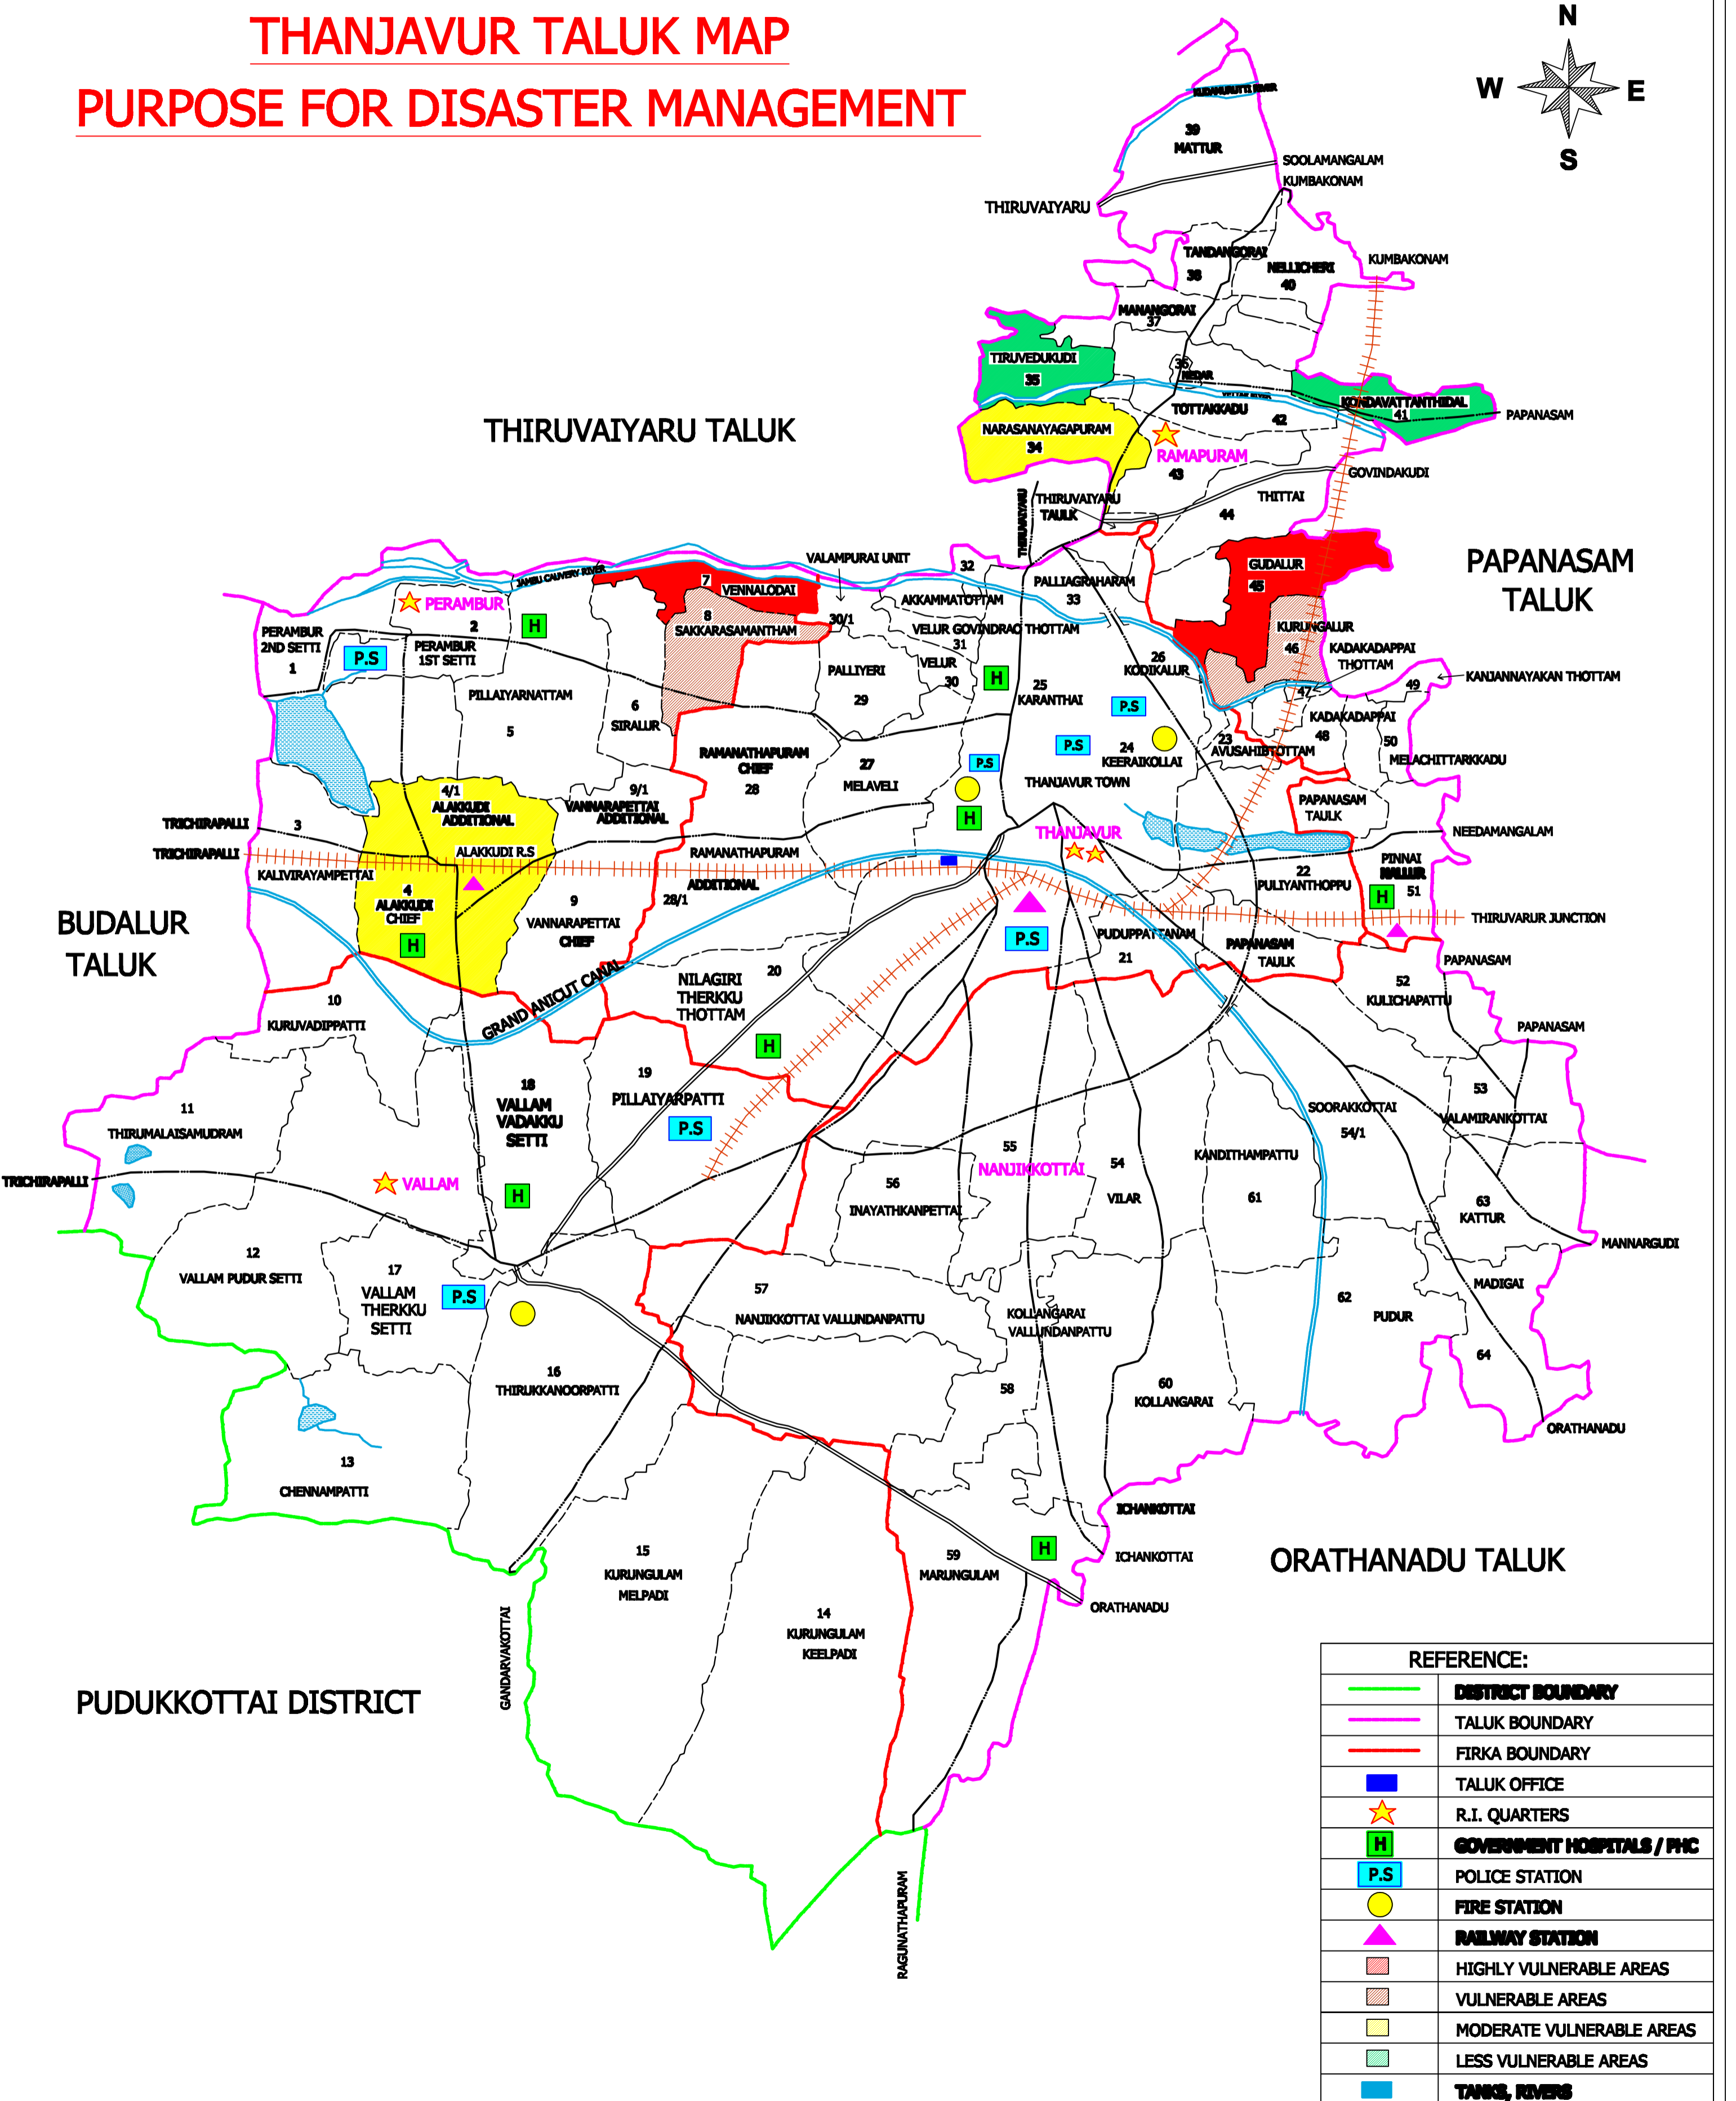 THANJAVUR TALUK MAP
PURPOSE FOR DISASTER MANAGEMENT
N
W
E
S
KUDAMURUTTI RIVER
39
MATTUR
SOOLAMANGALAM
KUMBAKONAM
THIRUVAIYARU
TANDANGORAI
38
NELLICHERI
40
KUMBAKONAM
MANANGORAI
37
TIRUVEDUKUDI
35
36
NEDAR
VETTAR RIVER
KONDAVATTANTHIDAL
41
PAPANASAM
TOTTAKKADU
42
THIRUVAIYARU TALUK
NARASANAYAGAPURAM
34
RAMAPURAM
43
GOVINDAKUDI
THIRUVAIYARU
THIRUVAIYARU
TAULK
THITTAI
44
PAPANASAM
TALUK
VALAMPURAI UNIT
32
GUDALUR
45
JAMBU CAUVERY RIVER
7
VENNALODAI
PALLIAGRAHARAM
33
AKKAMMATOTTAM
PERAMBUR
2
H
8
SAKKARASAMANTHAM
30/1
VELUR GOVINDRAO THOTTAM
31
KURUNGALUR
46
PERAMBUR
2ND SETTI
1
P.S
PERAMBUR
1ST SETTI
PALLIYERI
29
VELUR
30
H
25
KARANTHAI
26
KODIKALUR
KADAKADAPPAI
THOTTAM
KANJANNAYAKAN THOTTAM
49
47
PILLAIYARNATTAM
5
6
SIRALUR
P.S
KADAKADAPPAI
48
50
MELACHITTARKKADU
RAMANATHAPURAM
CHIEF
28
27
MELAVELI
P.S
P.S
24
KEERAIKOLLAI
23
AVUSAHIBTOTTAM
THANJAVUR TOWN
4/1
ALAKKUDI
ADDITIONAL
9/1
VANNARAPETTAI
ADDITIONAL
H
PAPANASAM
TAULK
TRICHIRAPALLI
3
THANJAVUR
NEEDAMANGALAM
TRICHIRAPALLI
ALAKKUDI R.S
RAMANATHAPURAM
ADDITIONAL
28/1
KALIVIRAYAMPETTAI
PINNAI
NALLUR
51
H
22
PULIYANTHOPPU
4
ALAKKUDI
CHIEF
H
9
VANNARAPETTAI
CHIEF
THIRUVARUR JUNCTION
BUDALUR
TALUK
P.S
PUDUPPATTANAM
21
PAPANASAM
TAULK
PAPANASAM
GRAND ANICUT CANAL
NILAGIRI
THERKKU
THOTTAM
20
52
KULICHAPATTU
10
KURUVADIPPATTI
PAPANASAM
H
11
THIRUMALAISAMUDRAM
18
VALLAM
VADAKKU
SETTI
19
PILLAIYARPATTI
P.S
53
VALAMIRANKOTTAI
SOORAKKOTTAI
54/1
55
NANJIKKOTTAI
54
VILAR
KANDITHAMPATTU
61
TRICHIRAPALLI
VALLAM
H
56
INAYATHKANPETTAI
63
KATTUR
MANNARGUDI
12
VALLAM PUDUR SETTI
17
VALLAM
THERKKU
SETTI
P.S
57
NANJIKKOTTAI VALLUNDANPATTU
KOLLANGARAI
VALLUNDANPATTU
62
PUDUR
MADIGAI
64
16
THIRUKKANOORPATTI
58
60
KOLLANGARAI
ORATHANADU
13
CHENNAMPATTI
ICHANKOTTAI
15
KURUNGULAM
MELPADI
59
MARUNGULAM
H
ICHANKOTTAI
ORATHANADU TALUK
ORATHANADU
14
KURUNGULAM
KEELPADI
GANDARVAKOTTAI
PUDUKKOTTAI DISTRICT
RAGUNATHAPURAM
REFERENCE:
DISTRICT BOUNDARY
TALUK BOUNDARY
FIRKA BOUNDARY
TALUK OFFICE
R.I. QUARTERS
H GOVERNMENT HOSPITALS / PHC
P.S POLICE STATION
FIRE STATION
RAILWAY STATION
HIGHLY VULNERABLE AREAS
VULNERABLE AREAS
MODERATE VULNERABLE AREAS
LESS VULNERABLE AREAS
TANKS, RIVERS